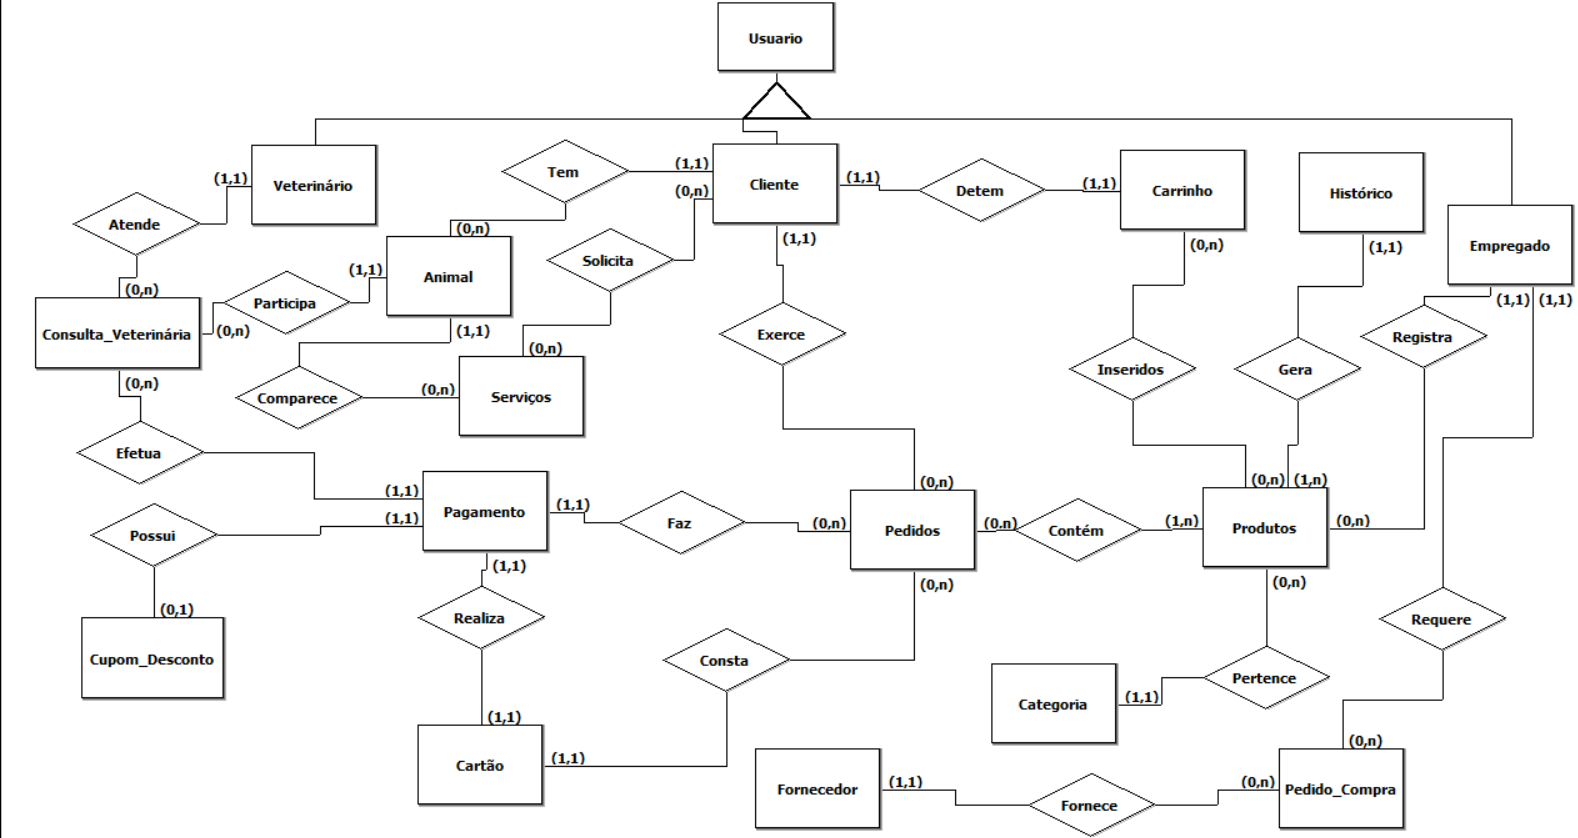 Usuario
Veterinário
(1,1)
Atende
(0,n)
Tem
(1,1)
(0,n)
Cliente
(1,1)
Detem
(1,1)
Carrinho
Histórico
Empregado
(0,n)
Solicita
(0,n)
(1,1)
(0,n)
(1,1)
(1,1)
(1,1)
Consulta_Veterinária
(0,n)
Participa
(1,1)
Animal
(1,1)
Exerce
Inseridos
Gera
Registra
Comparece
(0,n)
Serviços
(0,n)
Efetua
(1,1)
(0,n)
(0,n)
(1,n)
Possui
(1,1)
Pagamento
(1,1)
Faz
(0,n)
Pedidos
(0,n)
Contém
(1,n)
Produtos
(0,n)
(1,1)
(0,n)
(0,n)
(0,1)
Realiza
Requere
Cupom_Desconto
Consta
Pertence
Categoria
(1,1)
(1,1)
Cartão
(1,1)
(0,n)
Fornecedor
(1,1)
Fornece
(0,n)
Pedido_Compra